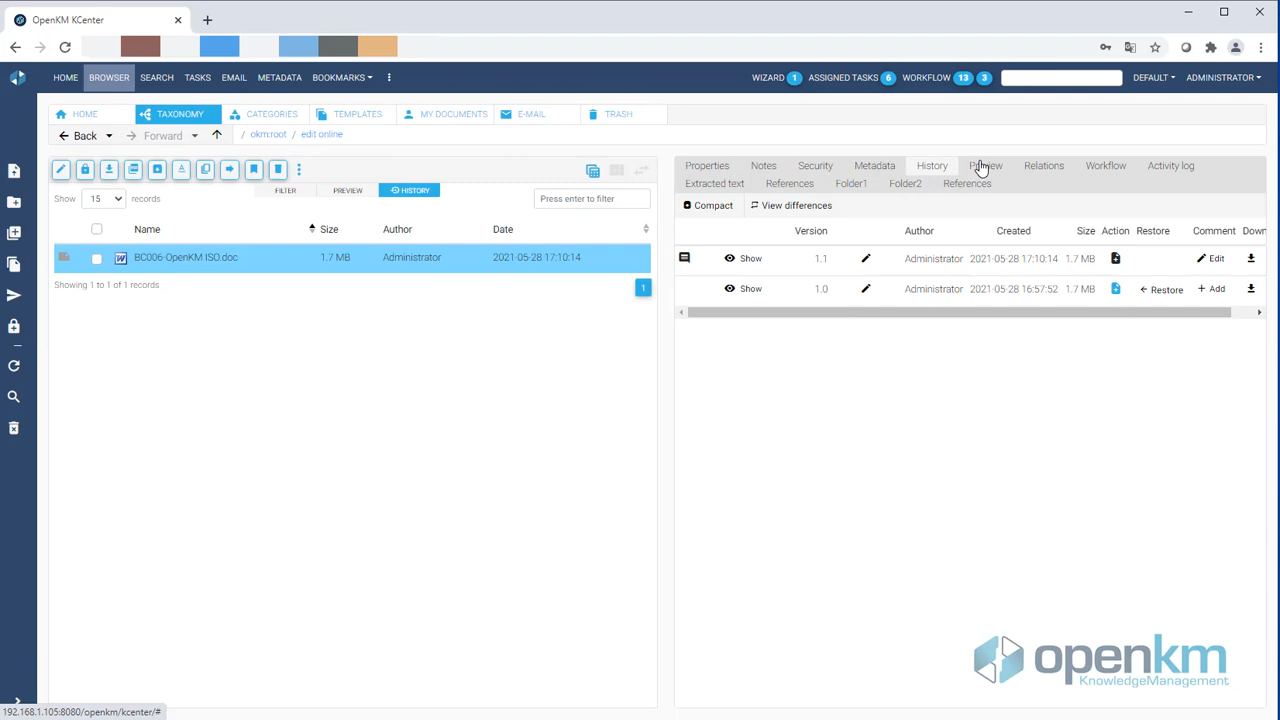 OpenKM KCenter
HOME BROWSER SEARCH TASKS EMAIL METADATA BOOKMARKS WIZARD 1 ASSIGNED TASKS 6 WORKFLOW 13 3 DEFAULT ADMINISTRATOR
HOME TAXONOMY CATEGORIES TEMPLATES MY DOCUMENTS E-MAIL TRASH
Back Forward / okm:root / edit online
FILTER PREVIEW HISTORY
Show 15 records Press enter to filter
Name Size Author Date
BC006-OpenKM ISO.doc 1.7 MB Administrator 2021-05-28 17:10:14
Showing 1 to 1 of 1 records 1
Properties Notes Security Metadata History Preview Relations Workflow Activity log
Extracted text References Folder1 Folder2 References
Compact View differences
Version Author Created Size Action Restore Comment Down
Show 1.1 Administrator 2021-05-28 17:10:14 1.7 MB Edit
Show 1.0 Administrator 2021-05-28 16:57:52 1.7 MB Restore + Add
openkm
KnowledgeManagement
192.168.1.105:8080/openkm/kcenter/#